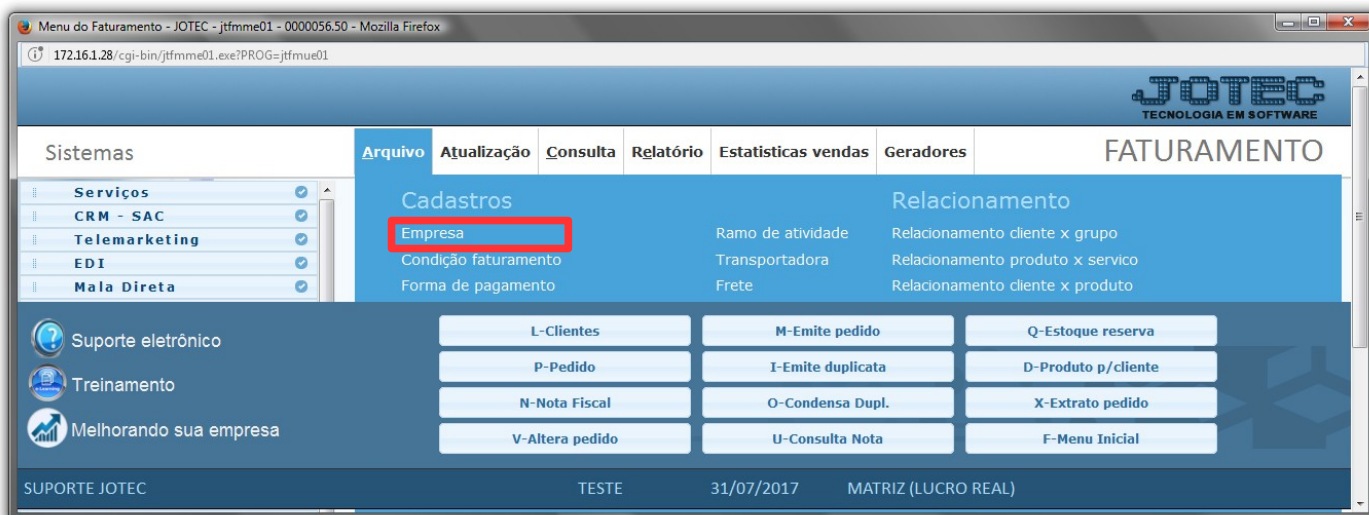 Menu do Faturamento - JOTEC - jtfmme01 - 0000056.50 - Mozilla Firefox
172.16.1.28/cgi-bin/jtfmme01.exe?PROG=jtfmue01
JOTEC
TECNOLOGIA EM SOFTWARE
Sistemas
Arquivo Atualização Consulta Relatório Estatisticas vendas Geradores
FATURAMENTO
Serviços
CRM - SAC
Telemarketing
EDI
Mala Direta
Cadastros
Relacionamento
Empresa
Ramo de atividade
Relacionamento cliente x grupo
Condição faturamento
Transportadora
Relacionamento produto x servico
Forma de pagamento
Frete
Relacionamento cliente x produto
Suporte eletrônico
Treinamento
Melhorando sua empresa
L-Clientes
M-Emite pedido
Q-Estoque reserva
P-Pedido
I-Emite duplicata
D-Produto p/cliente
N-Nota Fiscal
O-Condensa Dupl.
X-Extrato pedido
V-Altera pedido
U-Consulta Nota
F-Menu Inicial
SUPORTE JOTEC TESTE 31/07/2017 MATRIZ (LUCRO REAL)